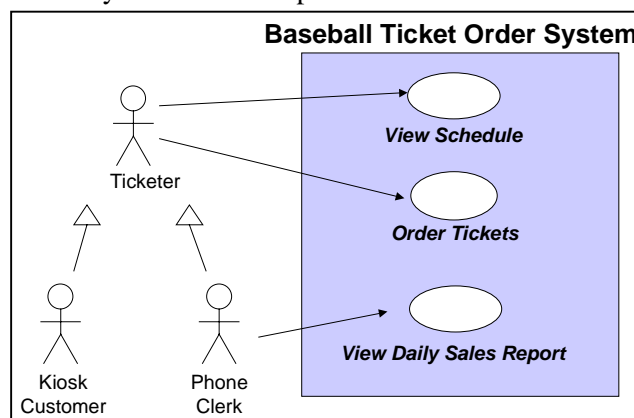 Baseball Ticket Order System
View Schedule
Ticketer
Order Tickets
View Daily Sales Report
Kiosk
Customer
Phone
Clerk